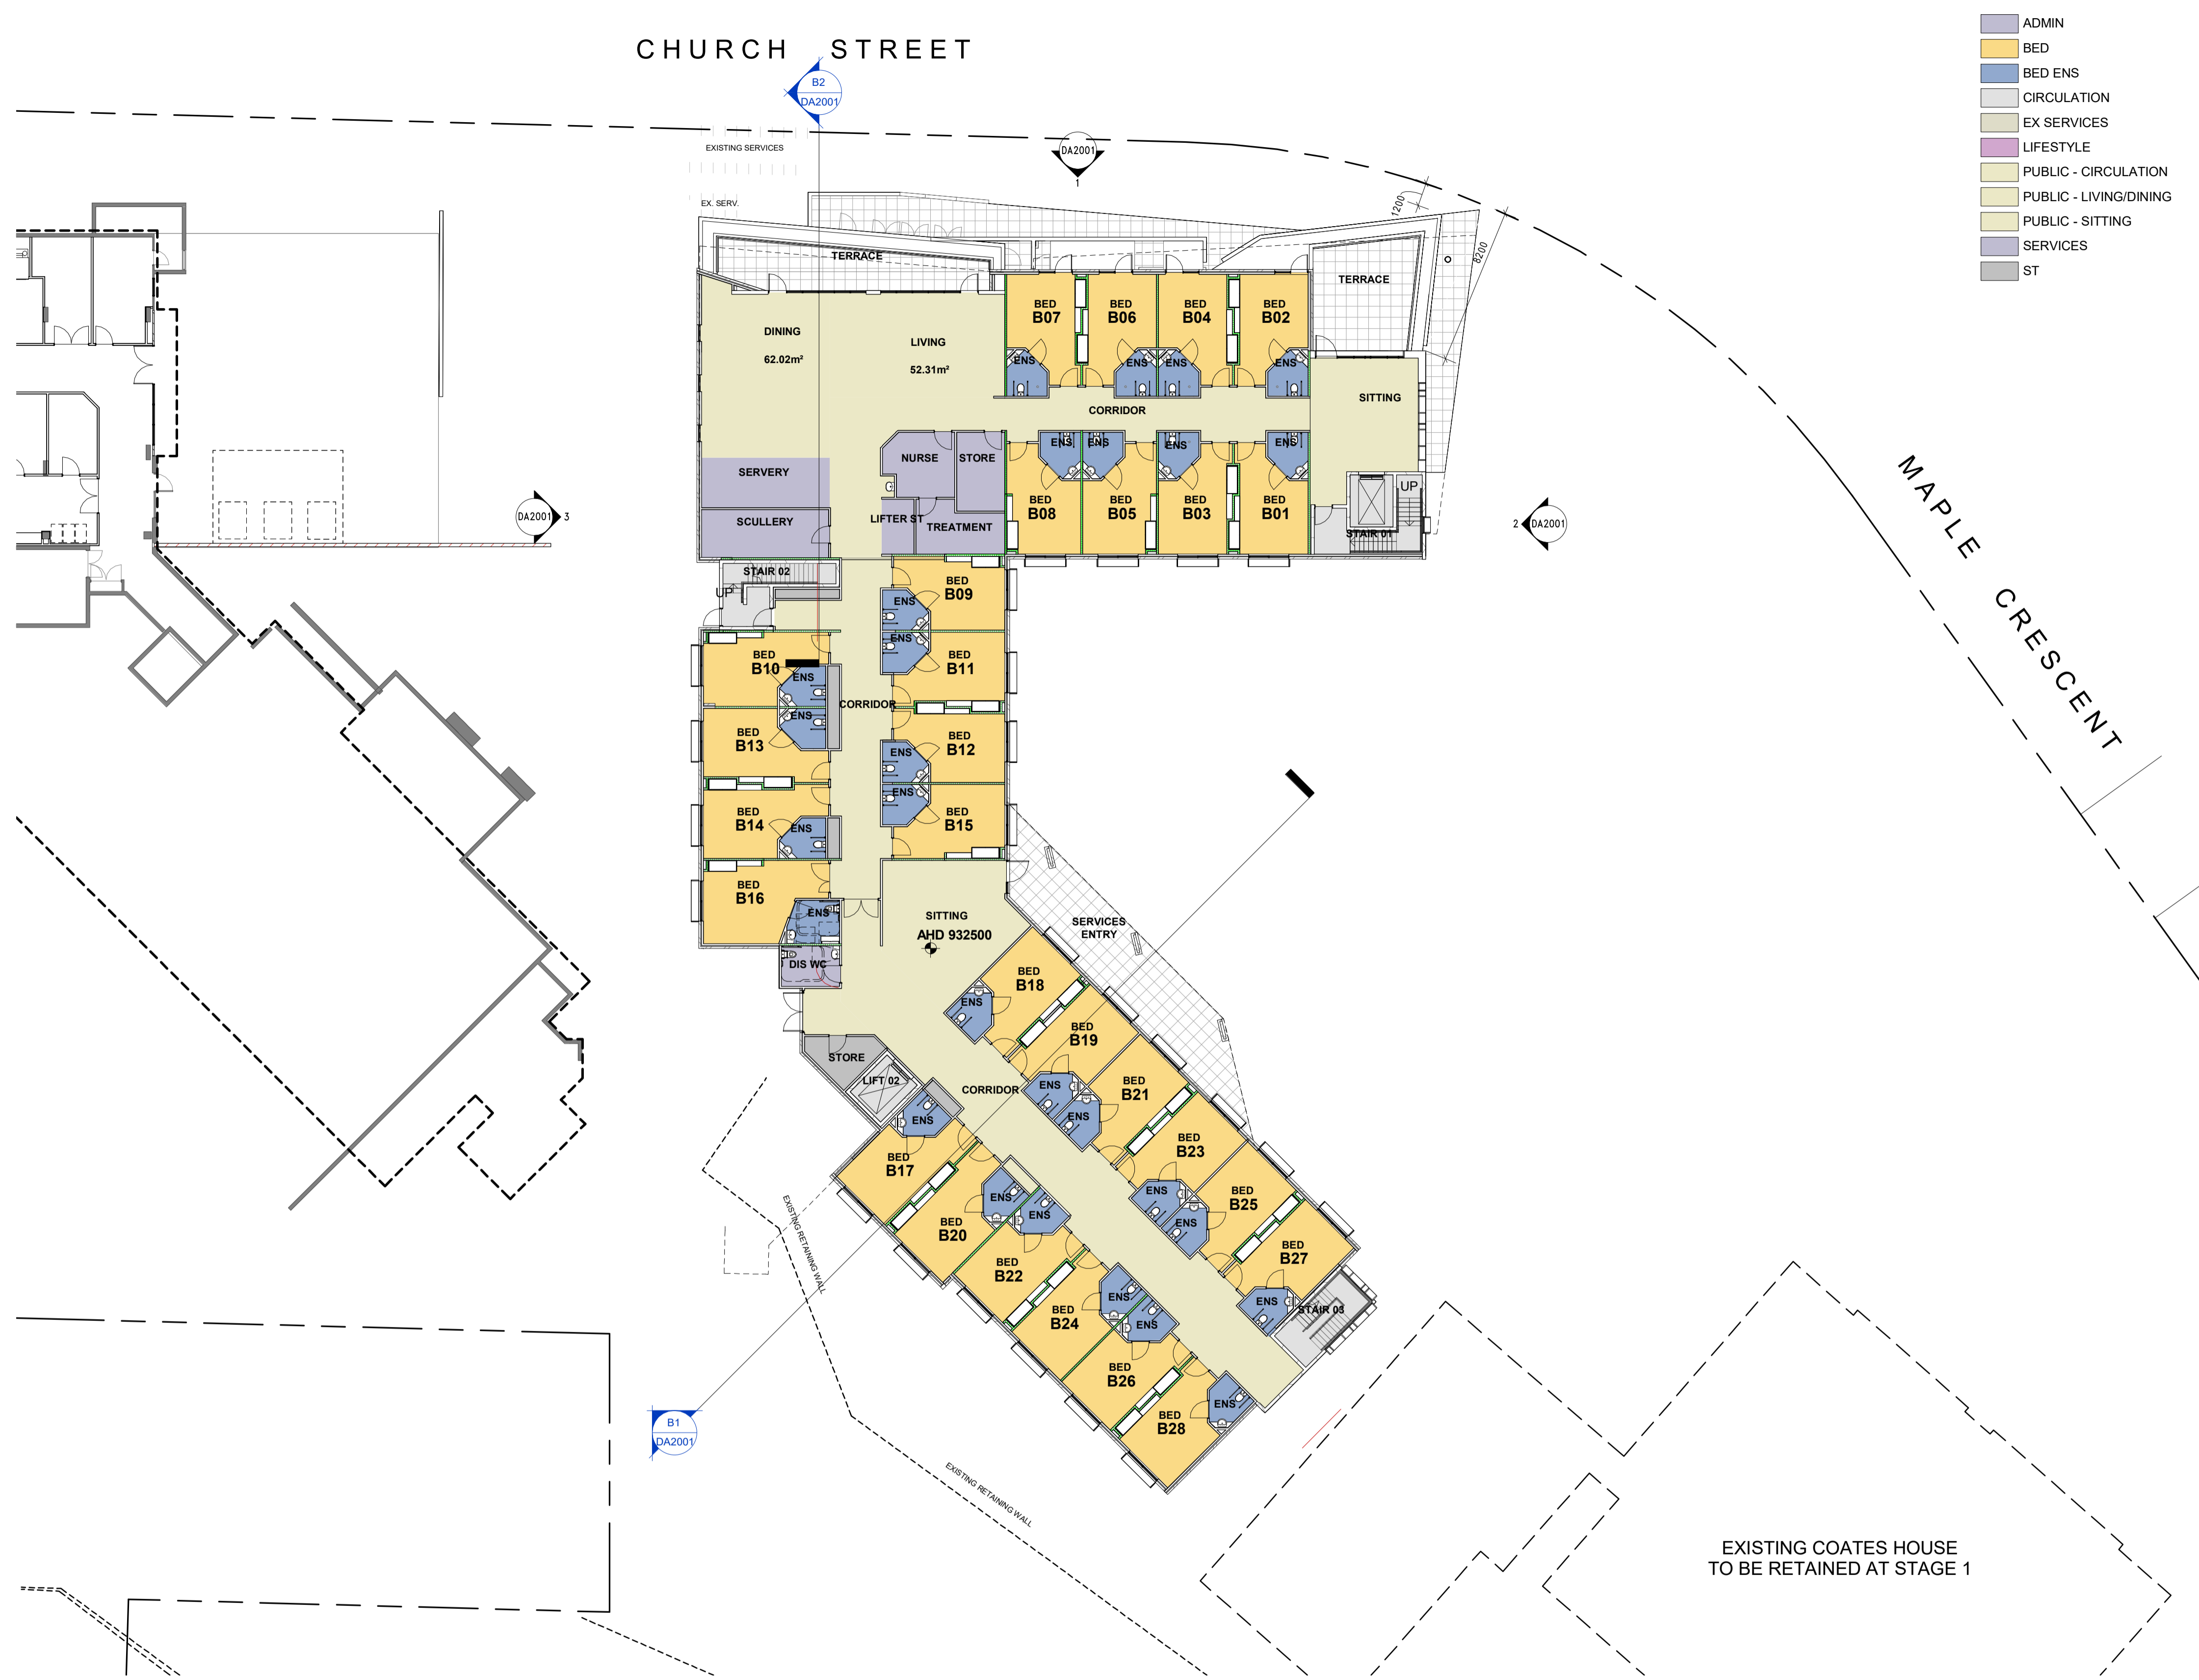 CHURCH STREET
ADMIN
BED
BED ENS
CIRCULATION
EX SERVICES
LIFESTYLE
PUBLIC - CIRCULATION
PUBLIC - LIVING/DINING
PUBLIC - SITTING
SERVICES
ST
B2
DA2001
EXISTING SERVICES
DA2001
1
EX. SERV.
1200
8200
TERRACE
TERRACE
BED
B07
BED
B06
BED
B04
BED
B02
DINING
62.02m²
LIVING
52.31m²
ENS
ENS
ENS
ENS
SITTING
CORRIDOR
ENS
ENS
ENS
ENS
NURSE
STORE
SERVERY
UP
BED
B08
BED
B05
BED
B03
BED
B01
DA2001
3
SCULLERY
LIFTER ST
TREATMENT
STAIR 01
2
DA2001
MAPLE CRESCENT
STAIR 02
UP
BED
B09
ENS
ENS
BED
B10
BED
B11
ENS
CORRIDOR
ENS
BED
B13
BED
B12
ENS
ENS
BED
B14
BED
B15
ENS
BED
B16
ENS
SITTING
AHD 932500
SERVICES
ENTRY
DIS WC
BED
B18
ENS
BED
B19
STORE
LIFT 02
CORRIDOR
ENS
BED
B21
ENS
ENS
BED
B23
BED
B17
ENS
ENS
BED
B25
EXISTING RETAINING WALL
ENS
ENS
BED
B20
BED
B27
BED
B22
ENS
ENS
STAIR 03
BED
B24
ENS
BED
B26
ENS
BED
B28
B1
DA2001
EXISTING RETAINING WALL
EXISTING COATES HOUSE
TO BE RETAINED AT STAGE 1